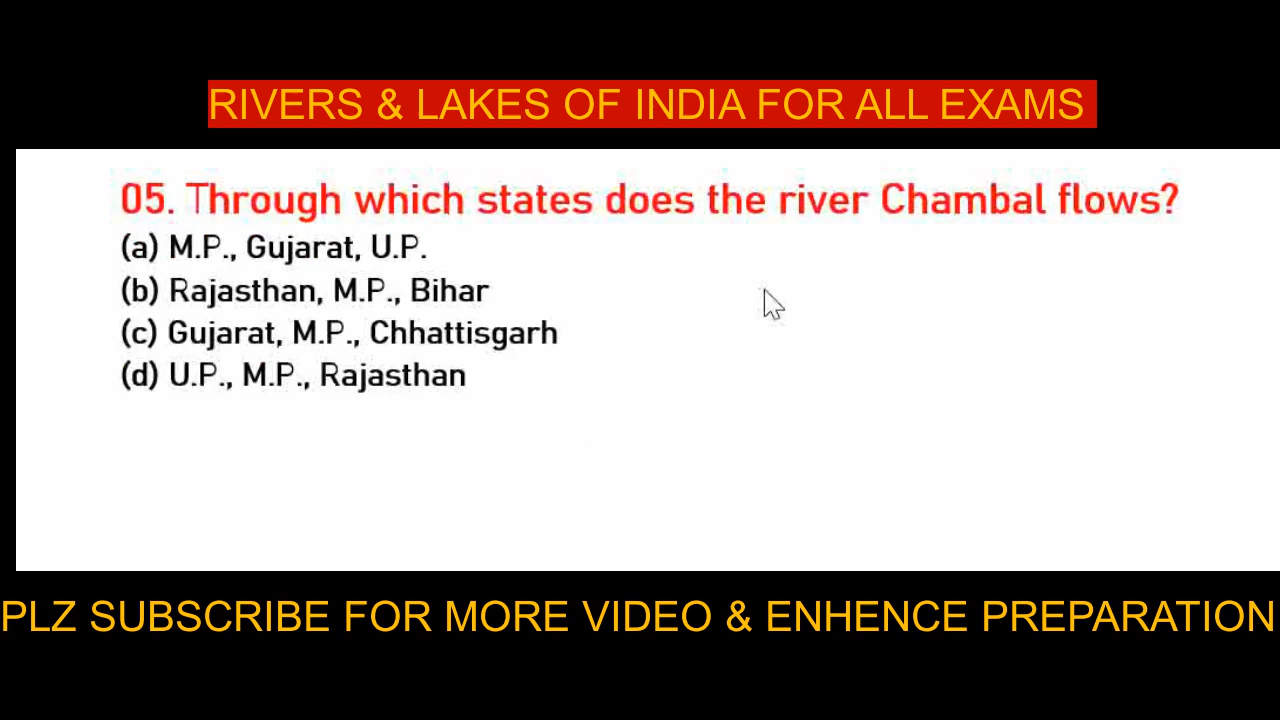 RIVERS & LAKES OF INDIA FOR ALL EXAMS
05. Through which states does the river Chambal flows?
(a) M.P., Gujarat, U.P.
(b) Rajasthan, M.P., Bihar
(c) Gujarat, M.P., Chhattisgarh
(d) U.P., M.P., Rajasthan
PLZ SUBSCRIBE FOR MORE VIDEO & ENHENCE PREPARATION